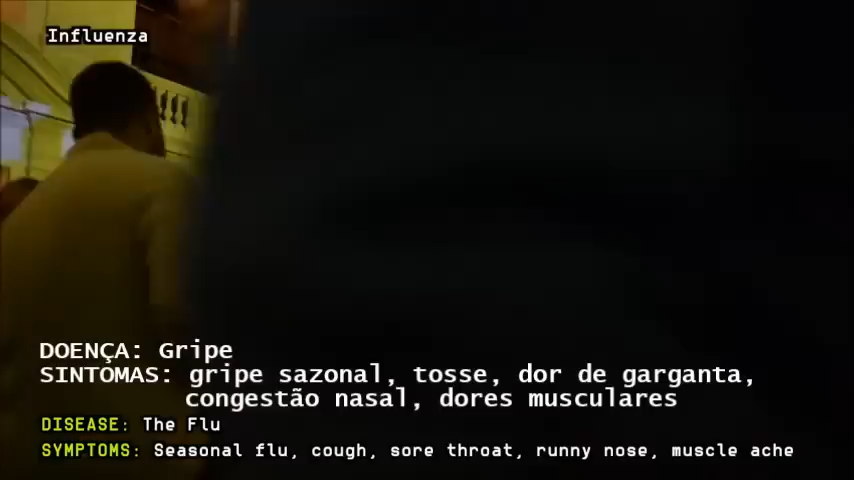 Influenza
DOENÇA: Gripe
SINTOMAS: gripe sazonal, tosse, dor de garganta,
congestão nasal, dores musculares
DISEASE: The Flu
SYMPTOMS: Seasonal flu, cough, sore throat, runny nose, muscle ache